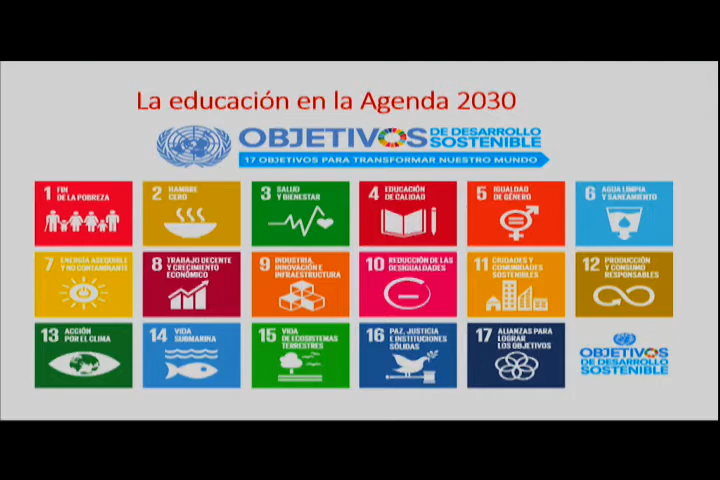 La educación en la Agenda 2030
OBJETIVOS DE DESARROLLO
SOSTENIBLE
17 OBJETIVOS PARA TRANSFORMAR NUESTRO MUNDO
1 FIN
DE LA POBREZA
2 HAMBRE
CERO
3 SALUD
Y BIENESTAR
4 EDUCACIÓN
DE CALIDAD
5 IGUALDAD
DE GÉNERO
6 AGUA LIMPIA
Y SANEAMIENTO
7 ENERGÍA ASEQUIBLE
Y NO CONTAMINANTE
8 TRABAJO DECENTE
Y CRECIMIENTO
ECONÓMICO
9 INDUSTRIA,
INNOVACIÓN E
INFRAESTRUCTURA
10 REDUCCIÓN DE LAS
DESIGUALDADES
11 CIUDADES Y
COMUNIDADES
SOSTENIBLES
12 PRODUCCIÓN
Y CONSUMO
RESPONSABLES
13 ACCIÓN
POR EL CLIMA
14 VIDA
SUBMARINA
15 VIDA
DE ECOSISTEMAS
TERRESTRES
16 PAZ, JUSTICIA
E INSTITUCIONES
SÓLIDAS
17 ALIANZAS PARA
LOGRAR
LOS OBJETIVOS
OBJETIVOS
DE DESARROLLO
SOSTENIBLE